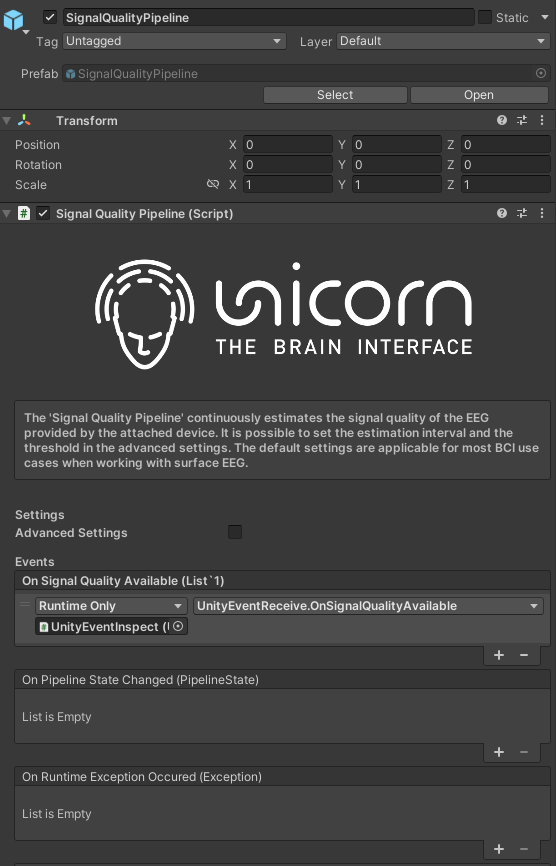 SignalQualityPipeline
Static
Tag
Untagged
Layer
Default
Prefab
SignalQualityPipeline
Select
Open
Transform
Position X 0 Y 0 Z 0
Rotation X 0 Y 0 Z 0
Scale X 1 Y 1 Z 1
#
Signal Quality Pipeline (Script)
unicorn
THE BRAIN INTERFACE
The 'Signal Quality Pipeline' continuously estimates the signal quality of the EEG
provided by the attached device. It is possible to set the estimation interval and the
threshold in the advanced settings. The default settings are applicable for most BCI use
cases when working with surface EEG.
Settings
Advanced Settings
Events
On Signal Quality Available (List`1)
Runtime Only
UnityEventReceive.OnSignalQualityAvailable
UnityEventInspect (
+ −
On Pipeline State Changed (PipelineState)
List is Empty
+ −
On Runtime Exception Occured (Exception)
List is Empty
+ −